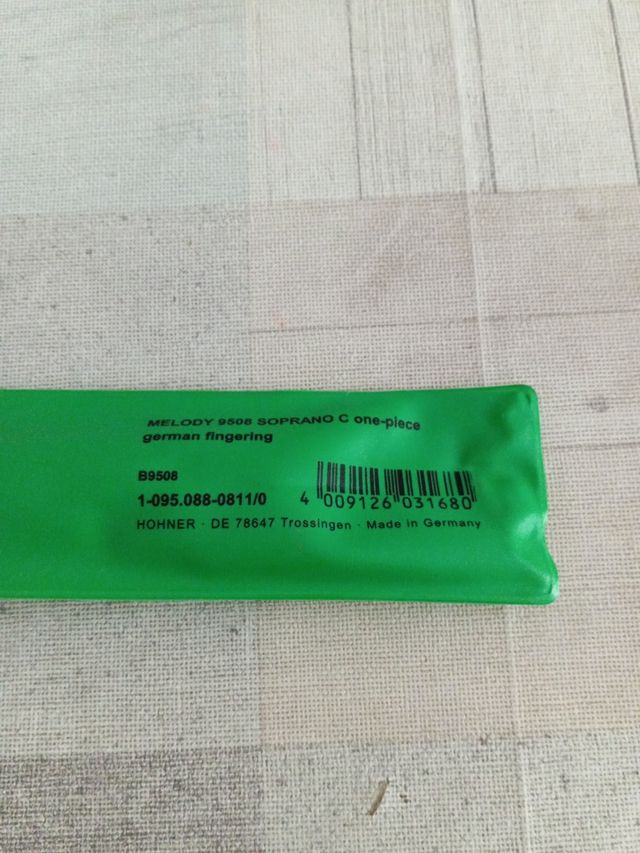 MELODY 9508 SOPRANO C one-piece
german fingering
B9508
1-095.088-0811/0
4 009126 031680
HOHNER · DE 78647 Trossingen · Made in Germany